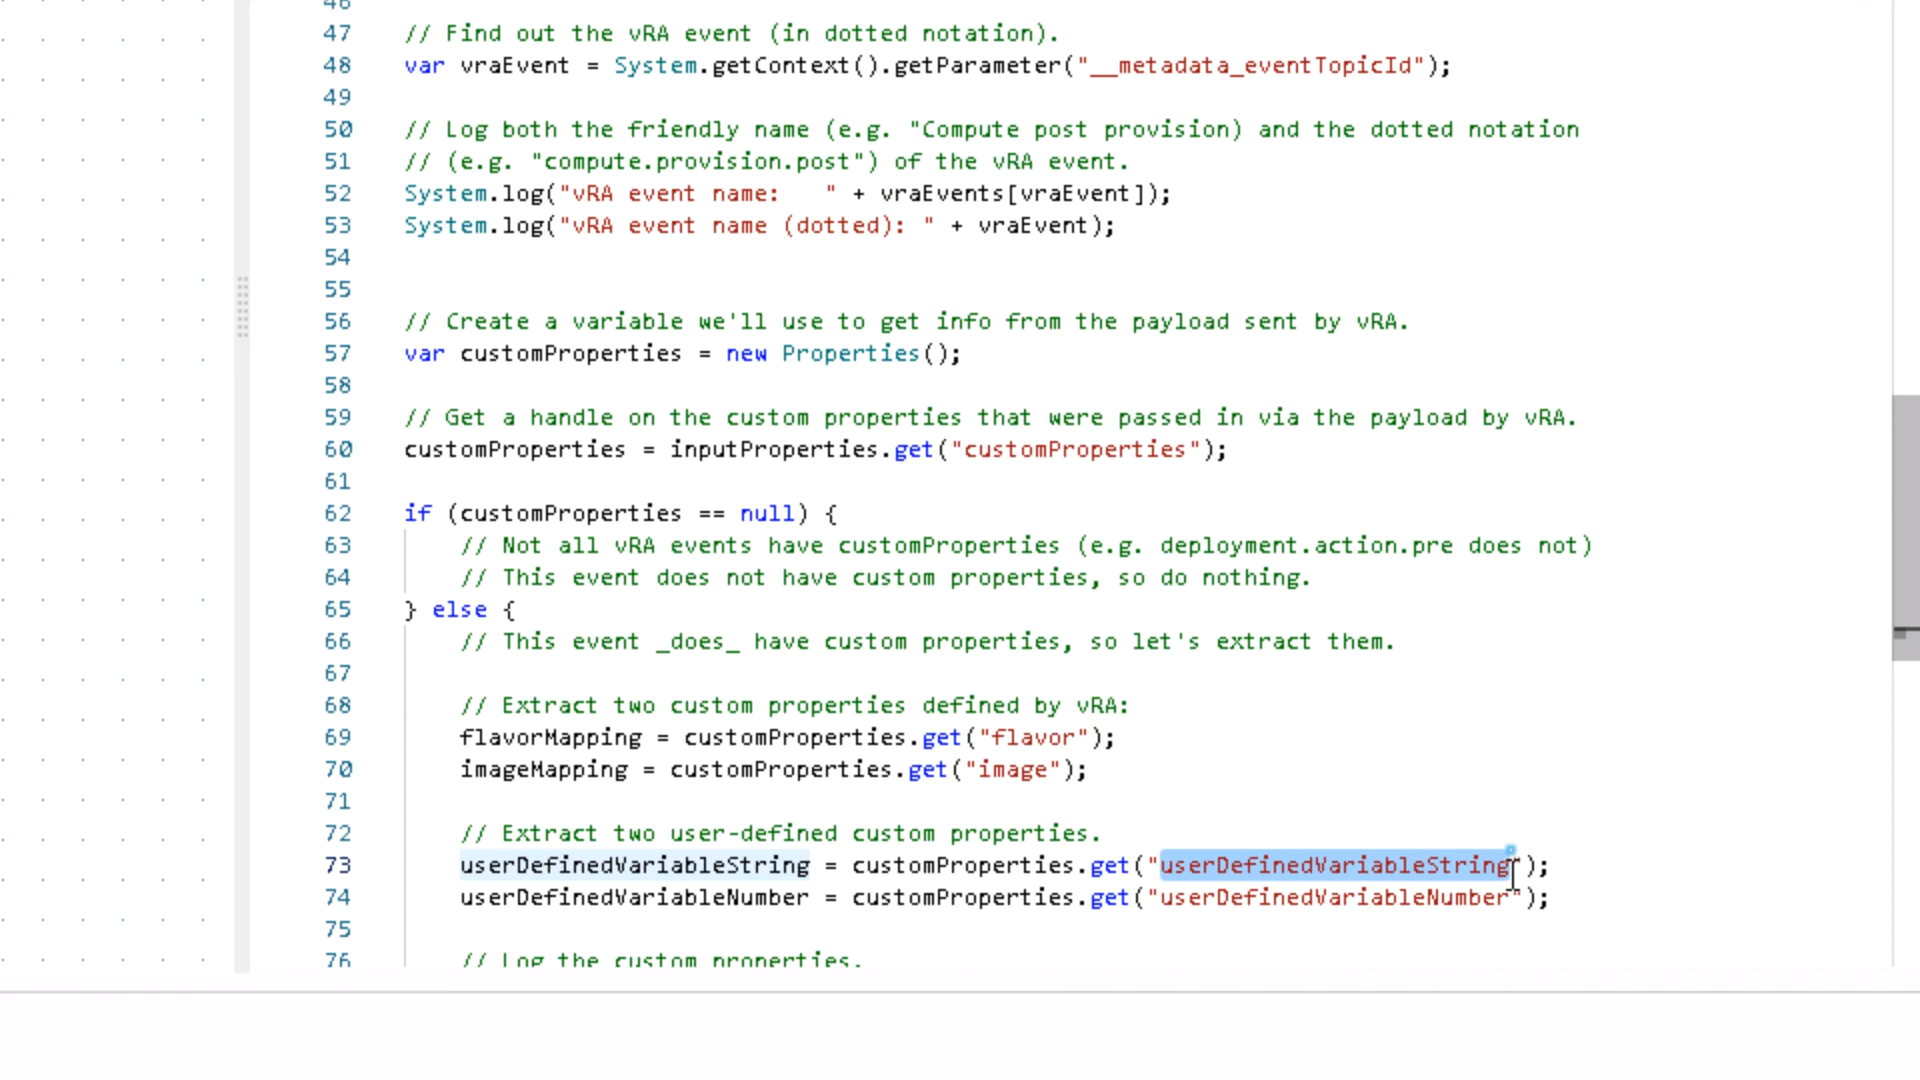 46
47 // Find out the vRA event (in dotted notation).
48 var vraEvent = System.getContext().getParameter("__metadata_eventTopicId");
49
50 // Log both the friendly name (e.g. "Compute post provision) and the dotted notation
51 // (e.g. "compute.provision.post") of the vRA event.
52 System.log("vRA event name:   " + vraEvents[vraEvent]);
53 System.log("vRA event name (dotted): " + vraEvent);
54
55
56 // Create a variable we'll use to get info from the payload sent by vRA.
57 var customProperties = new Properties();
58
59 // Get a handle on the custom properties that were passed in via the payload by vRA.
60 customProperties = inputProperties.get("customProperties");
61
62 if (customProperties == null) {
63     // Not all vRA events have customProperties (e.g. deployment.action.pre does not)
64     // This event does not have custom properties, so do nothing.
65 } else {
66     // This event _does_ have custom properties, so let's extract them.
67
68     // Extract two custom properties defined by vRA:
69     flavorMapping = customProperties.get("flavor");
70     imageMapping = customProperties.get("image");
71
72     // Extract two user-defined custom properties.
73     userDefinedVariableString = customProperties.get("userDefinedVariableString");
74     userDefinedVariableNumber = customProperties.get("userDefinedVariableNumber");
75
76     // Log the custom properties.